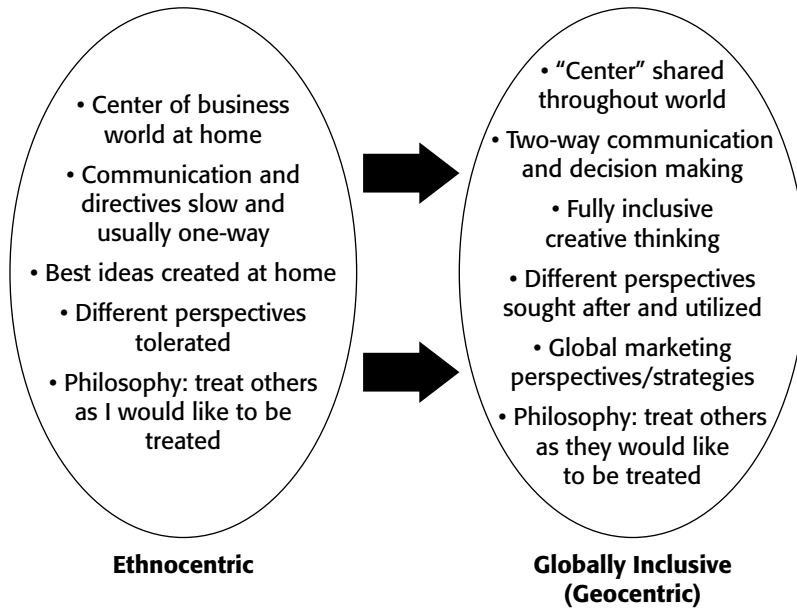 • Center of business
world at home
• Communication and
directives slow and
usually one-way
• Best ideas created at home
• Different perspectives
tolerated
• Philosophy: treat others
as I would like to be
treated
Ethnocentric
• “Center” shared
throughout world
• Two-way communication
and decision making
• Fully inclusive
creative thinking
• Different perspectives
sought after and utilized
• Global marketing
perspectives/strategies
• Philosophy: treat others
as they would like
to be treated
Globally Inclusive
(Geocentric)